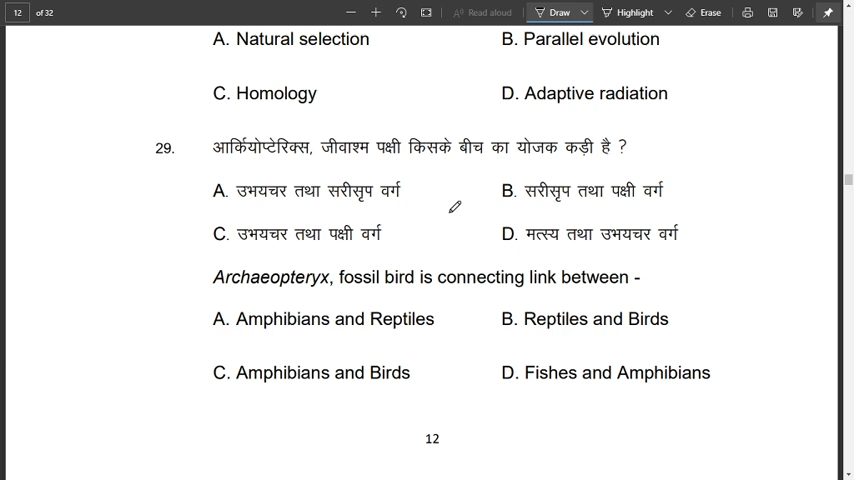 12 of 32 Read aloud Draw Highlight Erase
A. Natural selection B. Parallel evolution
C. Homology D. Adaptive radiation
29. आर्कियोप्टेरिक्स, जीवाश्म पक्षी किसके बीच का योजक कड़ी है ?
A. उभयचर तथा सरीसृप वर्ग B. सरीसृप तथा पक्षी वर्ग
C. उभयचर तथा पक्षी वर्ग D. मत्स्य तथा उभयचर वर्ग
Archaeopteryx, fossil bird is connecting link between -
A. Amphibians and Reptiles B. Reptiles and Birds
C. Amphibians and Birds D. Fishes and Amphibians
12